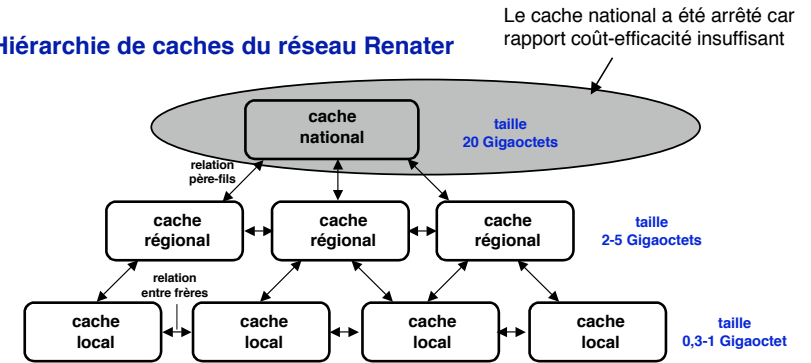 Le cache national a été arrêté car
rapport coût-efficacité insuffisant
Hiérarchie de caches du réseau Renater
cache
national
taille
20 Gigaoctets
relation
père-fils
cache
régional
cache
régional
cache
régional
taille
2-5 Gigaoctets
relation
entre frères
cache
local
cache
local
cache
local
cache
local
taille
0,3-1 Gigaoctet